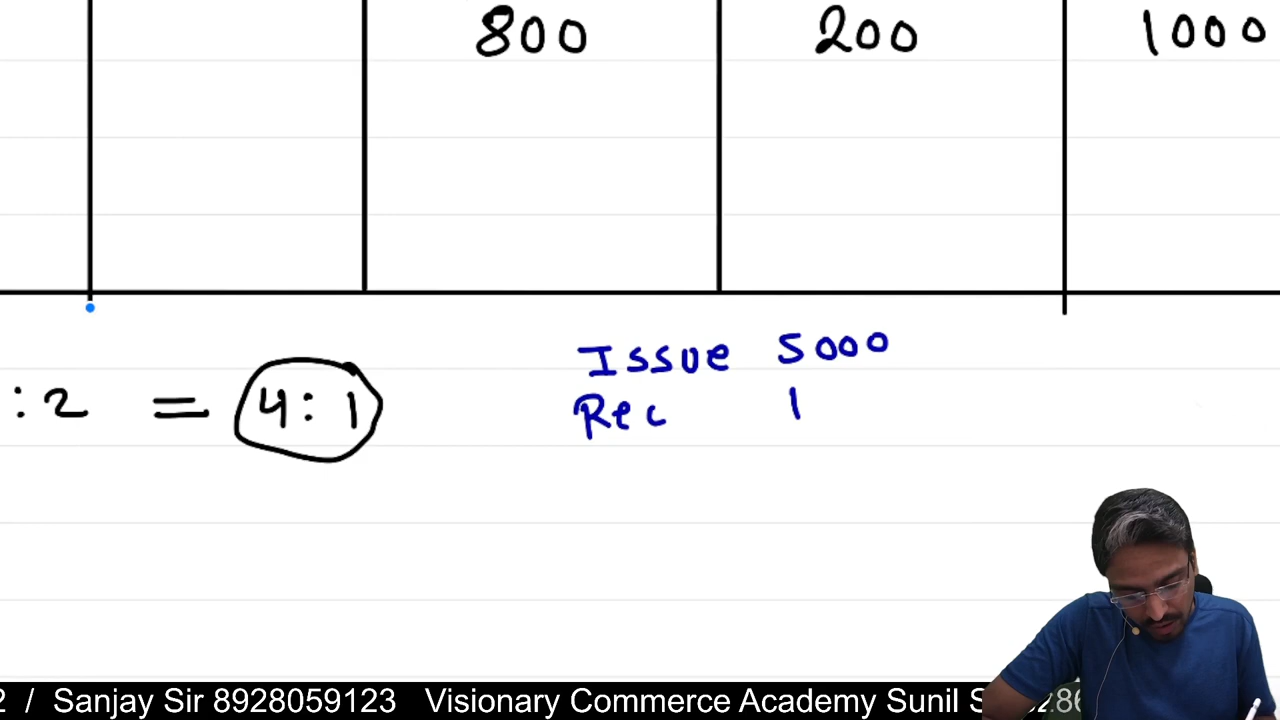 800 200 1000
:2 = 4:1
Issue 5000
Rec 1
2 / Sanjay Sir 8928059123 Visionary Commerce Academy Sunil S